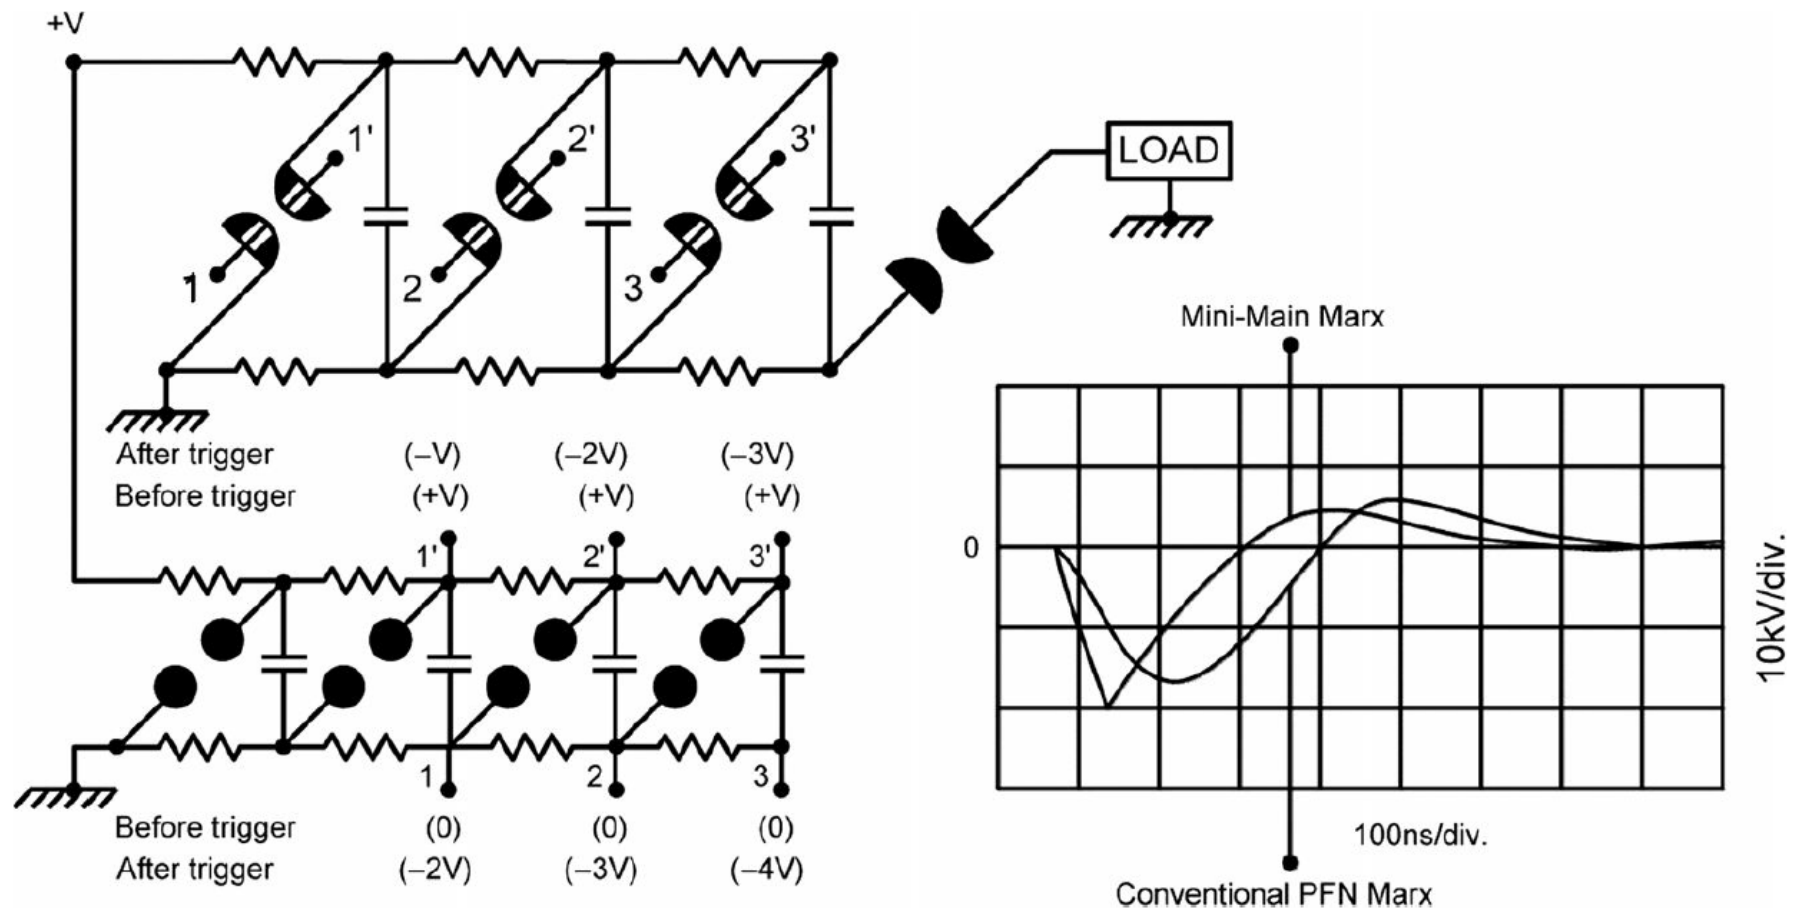 +V
1' 2' 3'
LOAD
1 2 3
Mini-Main Marx
After trigger (–V) (–2V) (–3V)
Before trigger (+V) (+V) (+V)
1' 2' 3'
0
10kV/div.
1 2 3
Before trigger (0) (0) (0)
After trigger (–2V) (–3V) (–4V)
100ns/div.
Conventional PFN Marx